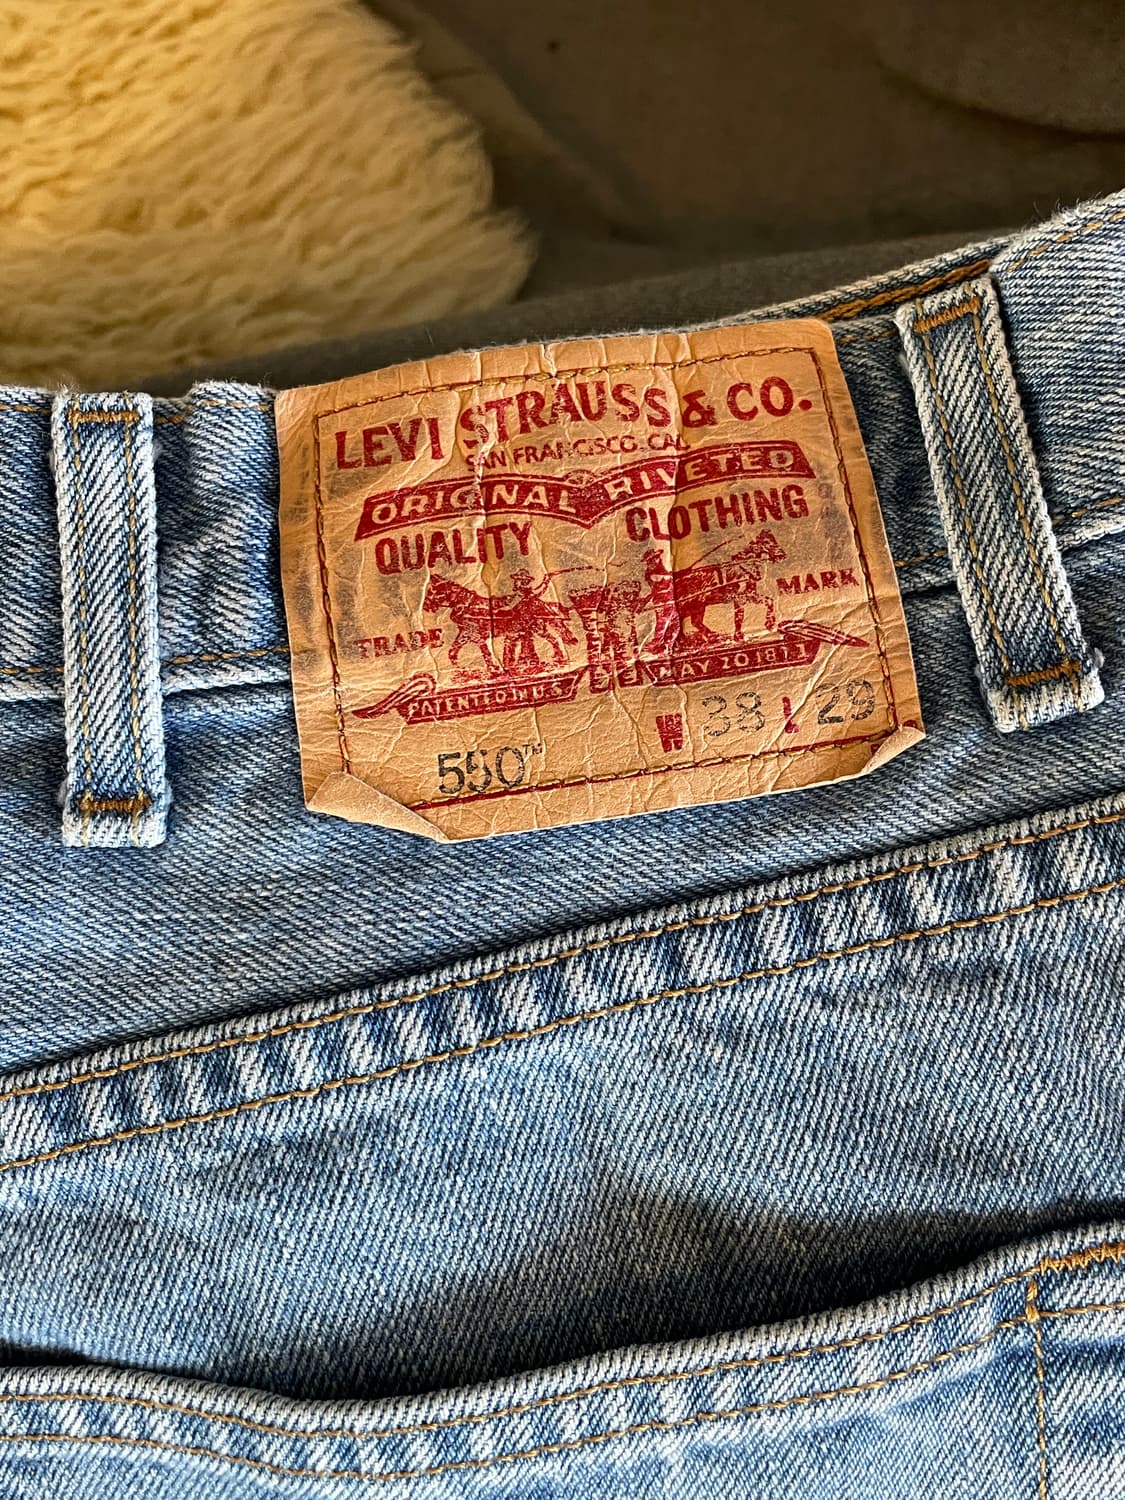 LEVI STRAUSS & CO.
SAN FRANCISCO, CAL
ORIGINAL RIVETED
QUALITY CLOTHING
TRADE MARK
PATENTED IN U.S. MAY 20 1871
550™ W 38 L 29